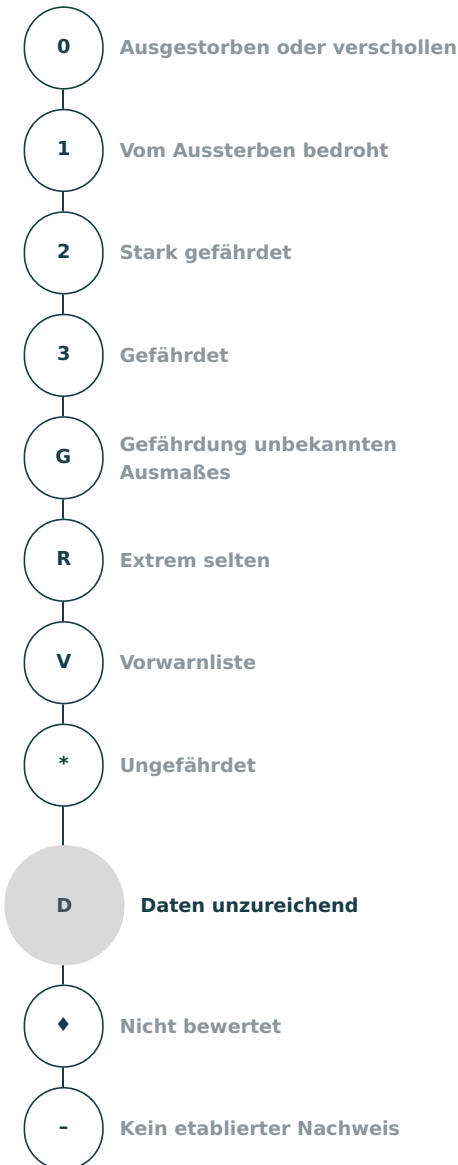 0 Ausgestorben oder verschollen
1 Vom Aussterben bedroht
2 Stark gefährdet
3 Gefährdet
G Gefährdung unbekannten
Ausmaßes
R Extrem selten
V Vorwarnliste
* Ungefährdet
D Daten unzureichend
♦ Nicht bewertet
– Kein etablierter Nachweis